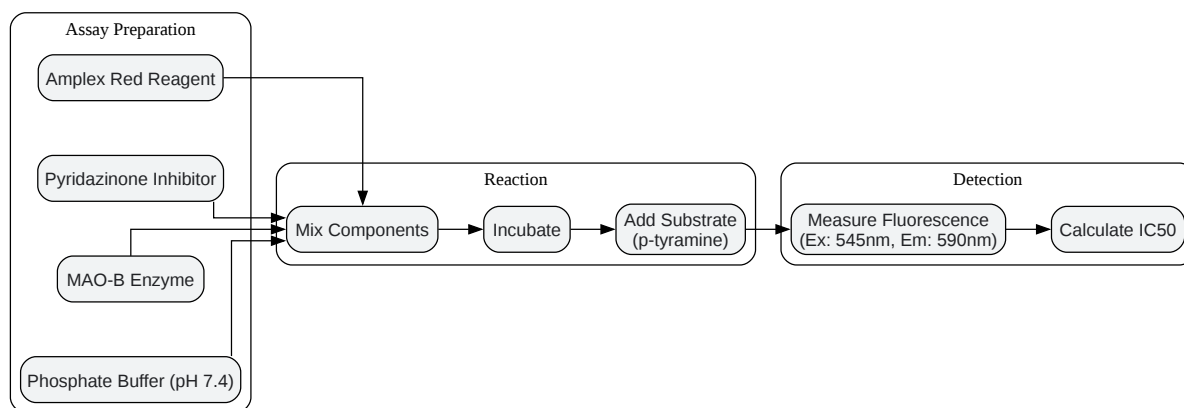 Assay Preparation
Amplex Red Reagent
Pyridazinone Inhibitor
MAO-B Enzyme
Phosphate Buffer (pH 7.4)
Reaction
Mix Components
Incubate
Add Substrate
(p-tyramine)
Detection
Measure Fluorescence
(Ex: 545nm, Em: 590nm)
Calculate IC50